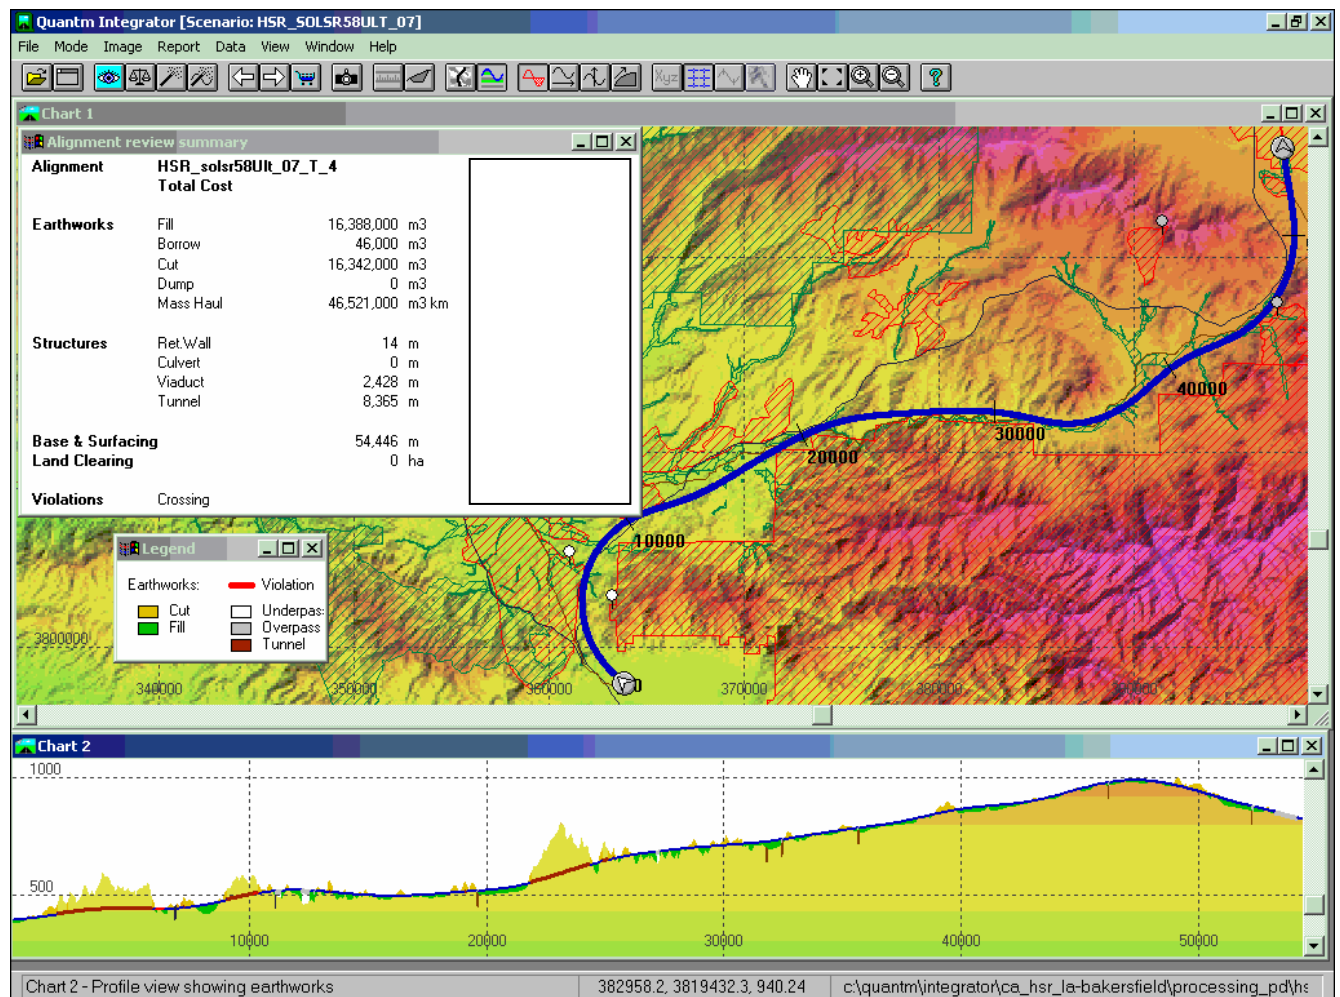 Quantm Integrator [Scenario: HSR_SOLSR58ULT_07]
File Mode Image Report Data View Window Help
Xyz
Chart 1
Alignment review summary
Alignment HSR_solsr58Ult_07_T_4
Total Cost
Earthworks Fill 16,388,000 m3
Borrow 46,000 m3
Cut 16,342,000 m3
Dump 0 m3
Mass Haul 46,521,000 m3 km
Structures Ret.Wall 14 m
Culvert 0 m
Viaduct 2,428 m
Tunnel 8,365 m
Base & Surfacing 54,446 m
Land Clearing 0 ha
Violations Crossing
40000
30000
20000
10000
0
Legend
Earthworks: Violation
Cut Underpas:
Fill Overpass
Tunnel
3800000
340000 350000 360000 370000 380000
Chart 2
1000
500
10000 20000 30000 40000 50000
Chart 2 - Profile view showing earthworks 382958.2, 3819432.3, 940.24 c:\quantm\integrator\ca_hsr_la-bakersfield\processing_pd\hs